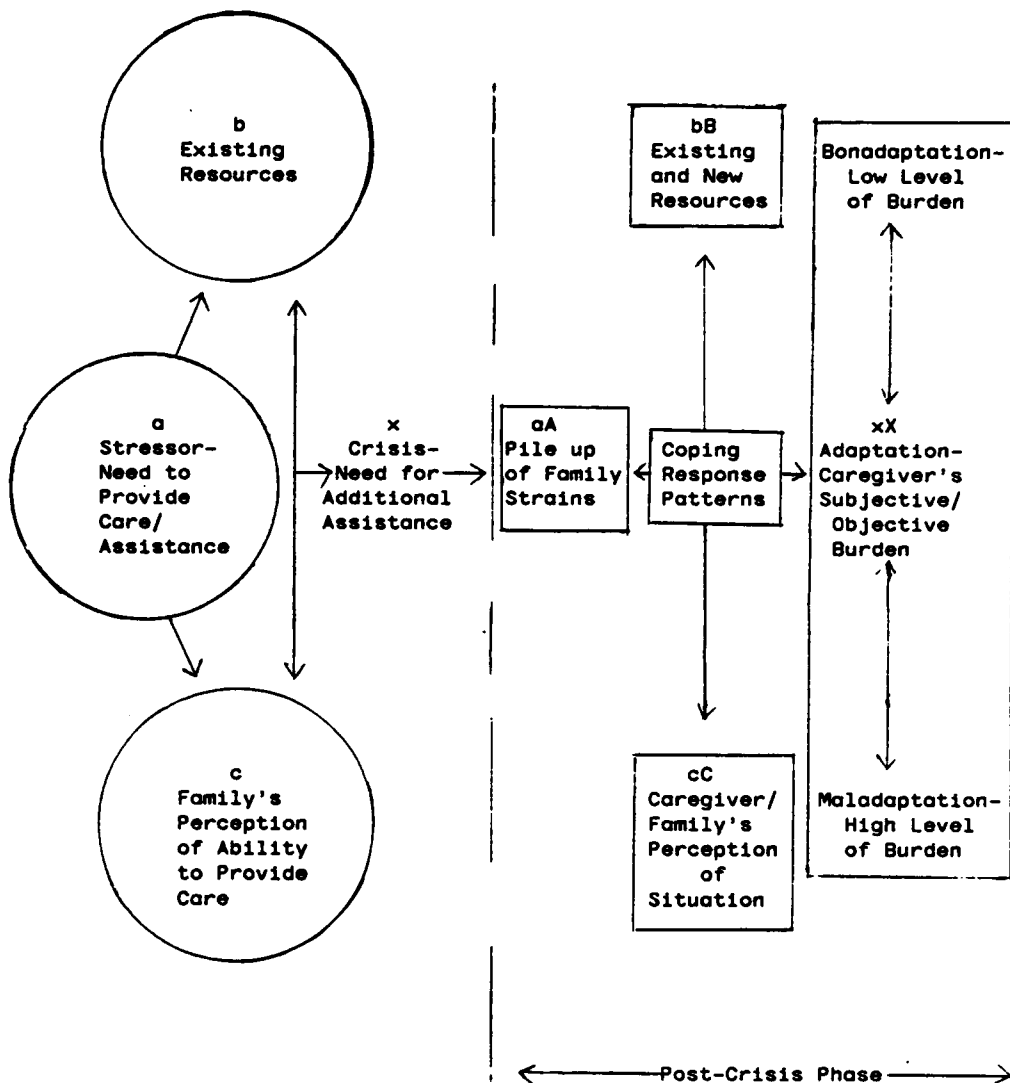 b
Existing
Resources
a
Stressor-
Need to
Provide
Care/
Assistance
c
Family's
Perception
of Ability
to Provide
Care
x
Crisis-
Need for
Additional
Assistance
aA
Pile up
of Family
Strains
bB
Existing
and New
Resources
Coping
Response
Patterns
cC
Caregiver/
Family's
Perception
of
Situation
Bonadaptation-
Low Level
of Burden
xX
Adaptation-
Caregiver's
Subjective/
Objective
Burden
Maladaptation-
High Level
of Burden
Post-Crisis Phase